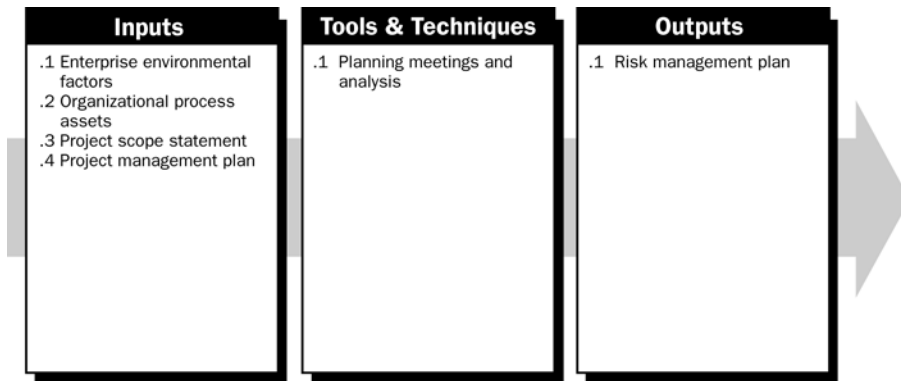 Inputs
.1 Enterprise environmental
factors
.2 Organizational process
assets
.3 Project scope statement
.4 Project management plan
Tools & Techniques
.1 Planning meetings and
analysis
Outputs
.1 Risk management plan